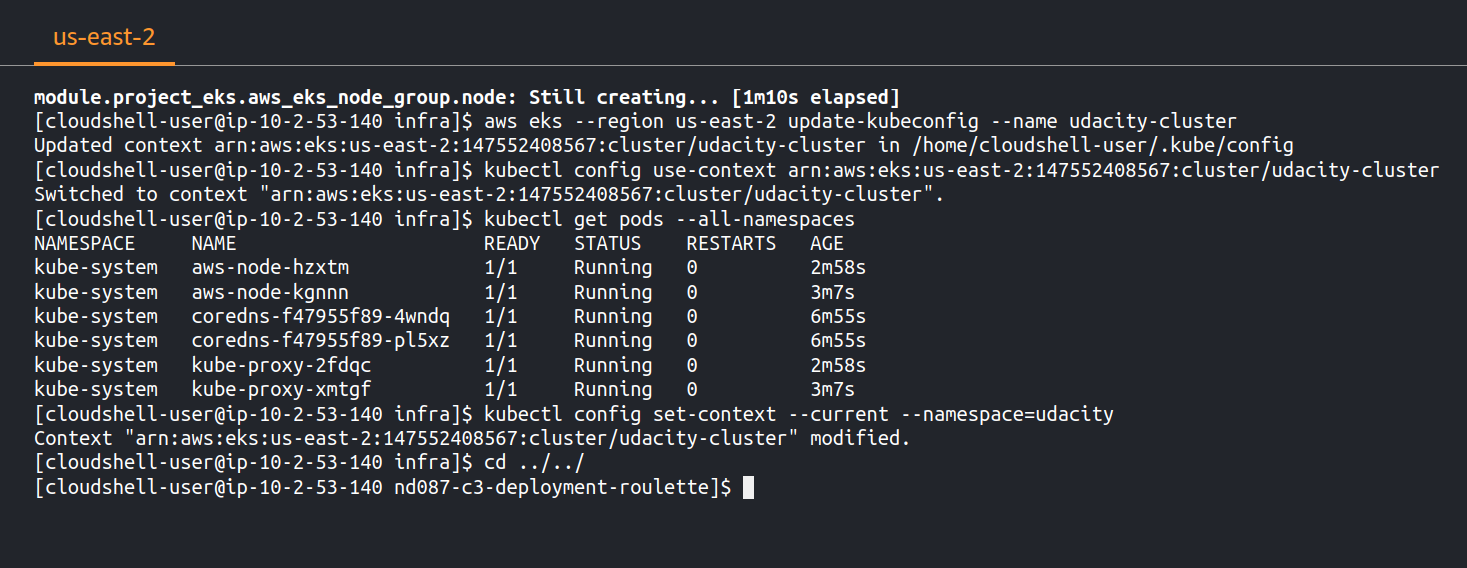 us-east-2
module.project_eks.aws_eks_node_group.node: Still creating... [1m10s elapsed]
[cloudshell-user@ip-10-2-53-140 infra]$ aws eks --region us-east-2 update-kubeconfig --name udacity-cluster
Updated context arn:aws:eks:us-east-2:147552408567:cluster/udacity-cluster in /home/cloudshell-user/.kube/config
[cloudshell-user@ip-10-2-53-140 infra]$ kubectl config use-context arn:aws:eks:us-east-2:147552408567:cluster/udacity-cluster
Switched to context "arn:aws:eks:us-east-2:147552408567:cluster/udacity-cluster".
[cloudshell-user@ip-10-2-53-140 infra]$ kubectl get pods --all-namespaces
NAMESPACE     NAME                      READY   STATUS    RESTARTS   AGE
kube-system   aws-node-hzxtm            1/1     Running   0          2m58s
kube-system   aws-node-kgnnn            1/1     Running   0          3m7s
kube-system   coredns-f47955f89-4wndq   1/1     Running   0          6m55s
kube-system   coredns-f47955f89-pl5xz   1/1     Running   0          6m55s
kube-system   kube-proxy-2fdqc          1/1     Running   0          2m58s
kube-system   kube-proxy-xmtgf          1/1     Running   0          3m7s
[cloudshell-user@ip-10-2-53-140 infra]$ kubectl config set-context --current --namespace=udacity
Context "arn:aws:eks:us-east-2:147552408567:cluster/udacity-cluster" modified.
[cloudshell-user@ip-10-2-53-140 infra]$ cd ../../
[cloudshell-user@ip-10-2-53-140 nd087-c3-deployment-roulette]$